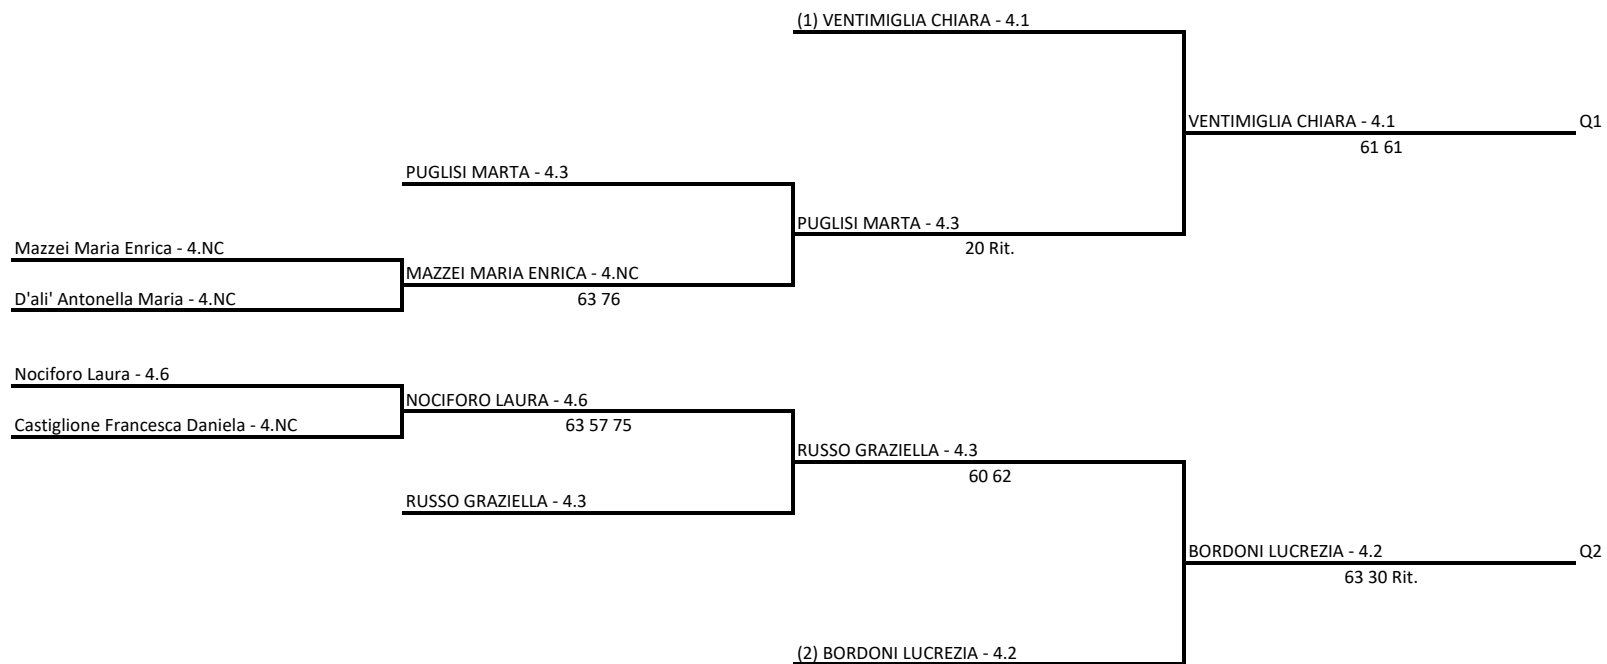 (1) VENTIMIGLIA CHIARA - 4.1
VENTIMIGLIA CHIARA - 4.1
Q1
61 61
PUGLISI MARTA - 4.3
PUGLISI MARTA - 4.3
20 Rit.
Mazzei Maria Enrica - 4.NC
MAZZEI MARIA ENRICA - 4.NC
63 76
D'ali' Antonella Maria - 4.NC
Nociforo Laura - 4.6
NOCIFORO LAURA - 4.6
63 57 75
Castiglione Francesca Daniela - 4.NC
RUSSO GRAZIELLA - 4.3
60 62
RUSSO GRAZIELLA - 4.3
BORDONI LUCREZIA - 4.2
Q2
63 30 Rit.
(2) BORDONI LUCREZIA - 4.2